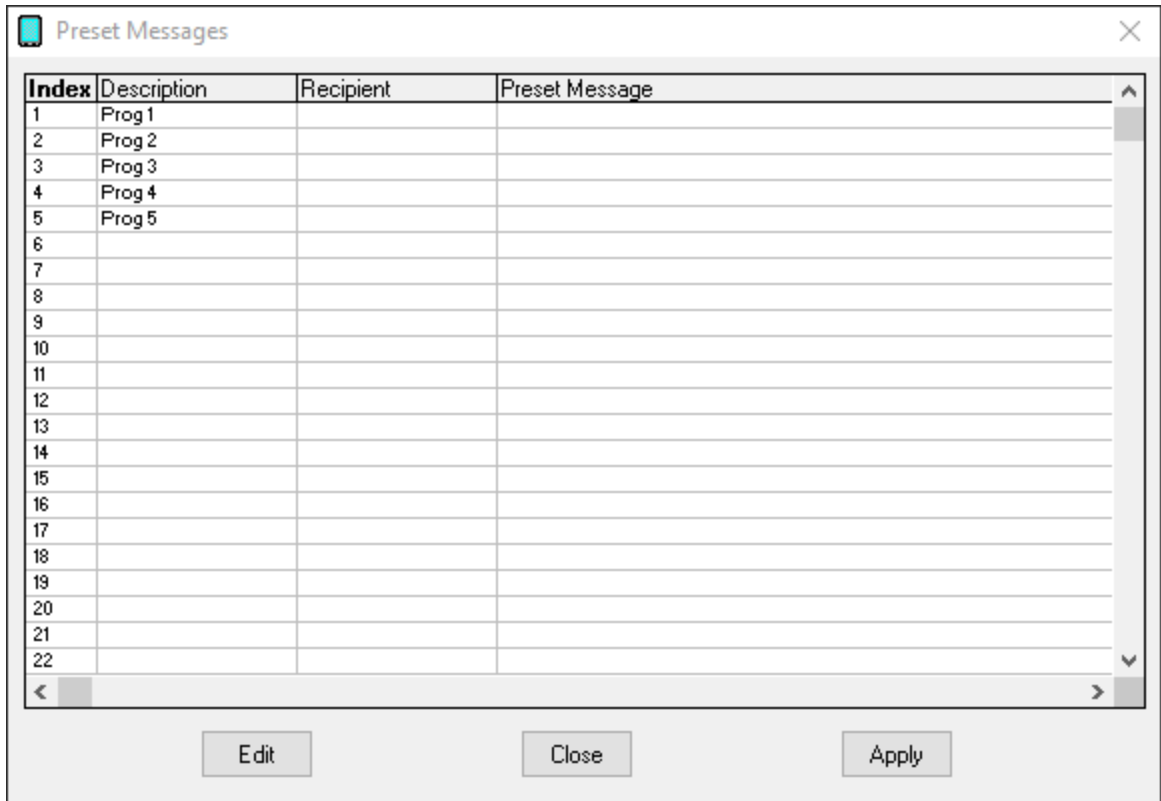 Preset Messages
Index Description Recipient Preset Message
1 Prog 1
2 Prog 2
3 Prog 3
4 Prog 4
5 Prog 5
6
7
8
9
10
11
12
13
14
15
16
17
18
19
20
21
22
Edit Close Apply